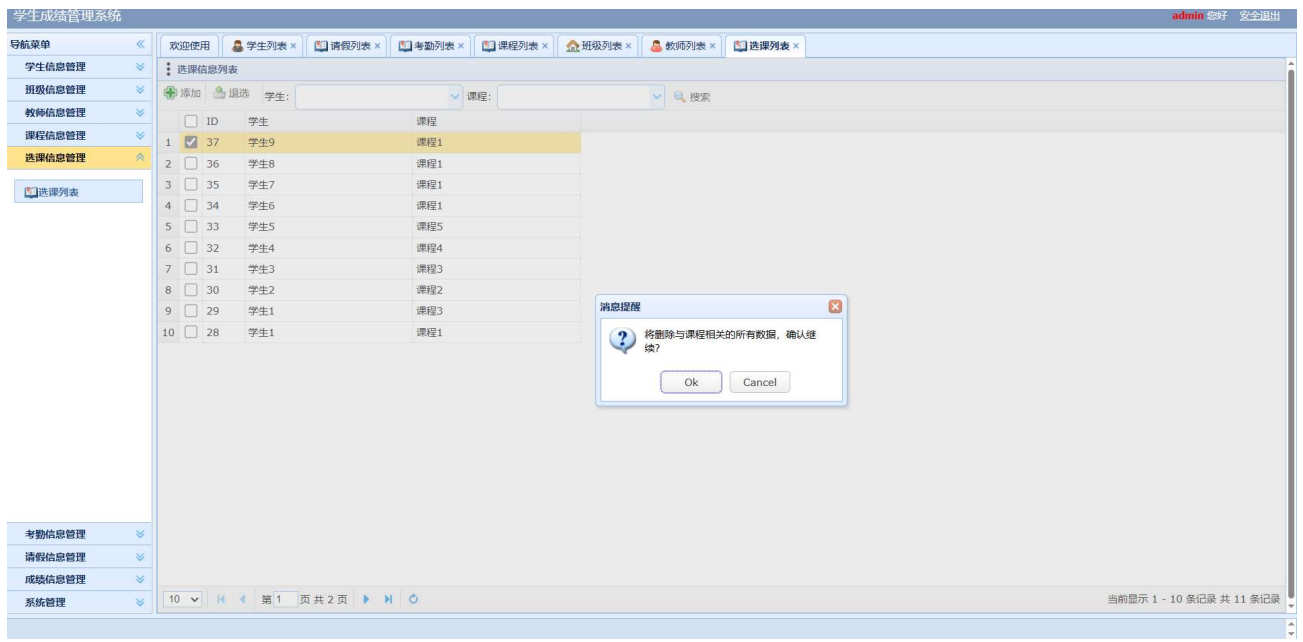 学生成绩管理系统
admin 您好 安全退出
导航菜单
欢迎使用 学生列表 请假列表 考勤列表 课程列表 班级列表 教师列表 选课列表
学生信息管理
班级信息管理
教师信息管理
课程信息管理
选课信息管理
选课列表
考勤信息管理
请假信息管理
成绩信息管理
系统管理
选课信息列表
添加 退选 学生: 课程: 搜索
ID 学生 课程
1 37 学生9 课程1
2 36 学生8 课程1
3 35 学生7 课程1
4 34 学生6 课程1
5 33 学生5 课程5
6 32 学生4 课程4
7 31 学生3 课程3
8 30 学生2 课程2
9 29 学生1 课程3
10 28 学生1 课程1
消息提醒
将删除与课程相关的所有数据，确认继
续?
Ok Cancel
10 第 1 页 共 2 页
当前显示 1 - 10 条记录 共 11 条记录